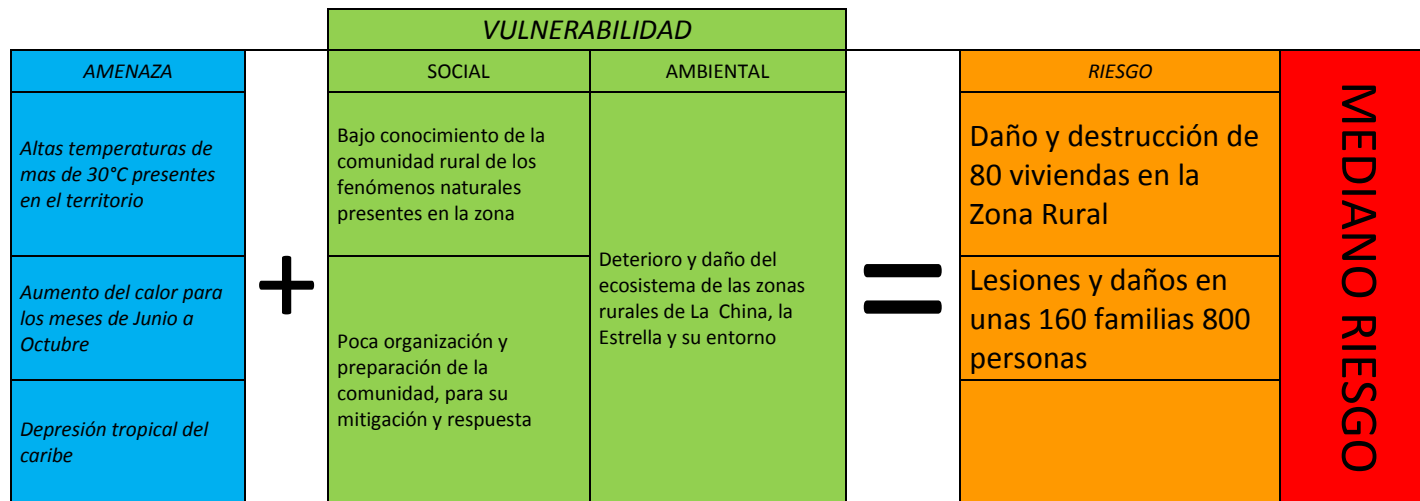 VULNERABILIDAD
AMENAZA
SOCIAL
AMBIENTAL
RIESGO
Altas temperaturas de
mas de 30°C presentes
en el territorio
Aumento del calor para
los meses de Junio a
Octubre
Depresión tropical del
caribe
+
Bajo conocimiento de la
comunidad rural de los
fenómenos naturales
presentes en la zona
Poca organización y
preparación de la
comunidad, para su
mitigación y respuesta
Deterioro y daño del
ecosistema de las zonas
rurales de La China, la
Estrella y su entorno
=
Daño y destrucción de
80 viviendas en la
Zona Rural
Lesiones y daños en
unas 160 familias 800
personas
MEDIANO RIESGO